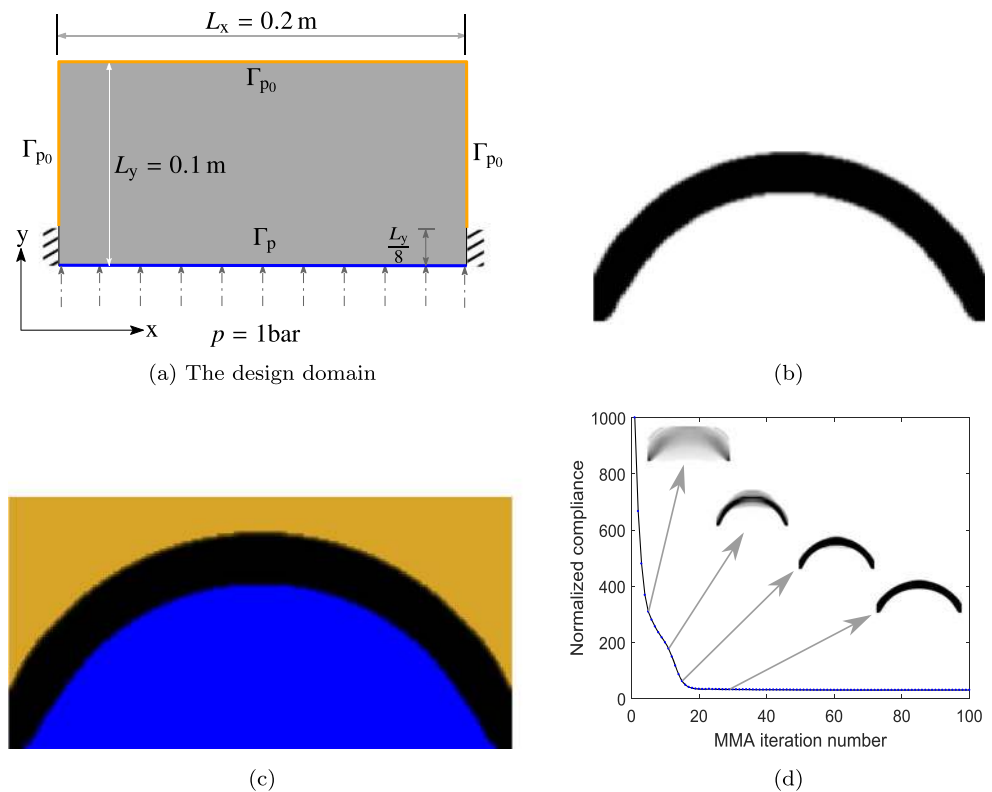 Lx = 0.2 m
Γp0
Γp0
Γp0
Ly = 0.1 m
y
Γp
Ly
8
x
p = 1bar
(a) The design domain
(b)
(c)
1000
800
600
400
200
0
Normalized compliance
0 20 40 60 80 100
MMA iteration number
(d)